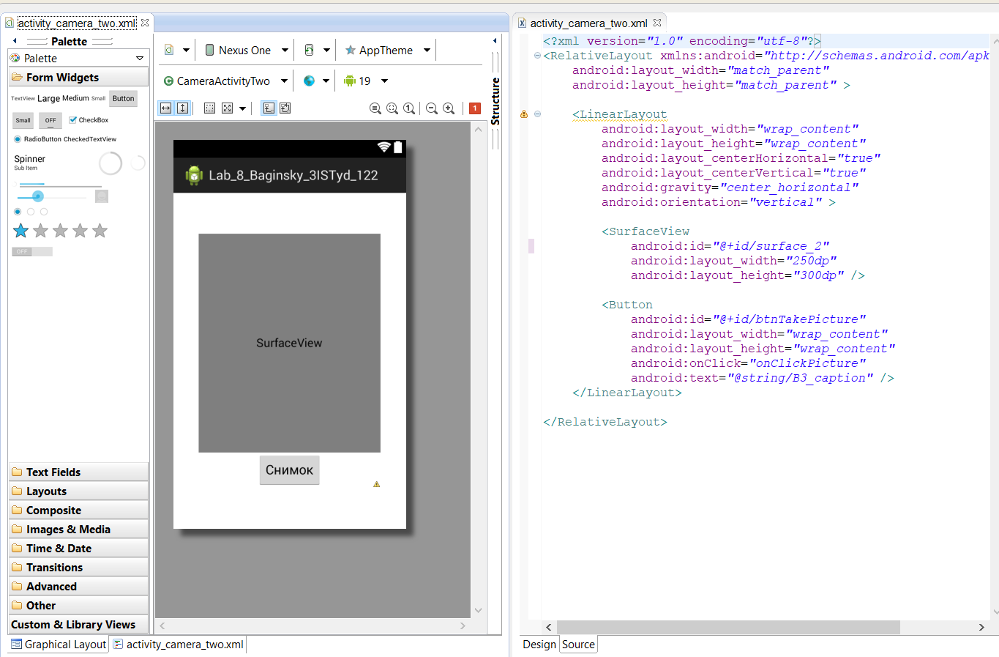 activity_camera_two.xml
Palette
Palette
Form Widgets
TextView Large Medium Small Button
Small OFF CheckBox
RadioButton CheckedTextView
Spinner
Sub Item
OFF
Text Fields
Layouts
Composite
Images & Media
Time & Date
Transitions
Advanced
Other
Custom & Library Views
Graphical Layout
activity_camera_two.xml
Nexus One
AppTheme
CameraActivityTwo
19
1
1
Structure
Lab_8_Baginsky_3ISTyd_122
SurfaceView
Снимок
activity_camera_two.xml
<?xml version="1.0" encoding="utf-8"?>
<RelativeLayout xmlns:android="http://schemas.android.com/apk
android:layout_width="match_parent"
android:layout_height="match_parent" >
<LinearLayout
android:layout_width="wrap_content"
android:layout_height="wrap_content"
android:layout_centerHorizontal="true"
android:layout_centerVertical="true"
android:gravity="center_horizontal"
android:orientation="vertical" >
<SurfaceView
android:id="@+id/surface_2"
android:layout_width="250dp"
android:layout_height="300dp" />
<Button
android:id="@+id/btnTakePicture"
android:layout_width="wrap_content"
android:layout_height="wrap_content"
android:onClick="onClickPicture"
android:text="@string/B3_caption" />
</LinearLayout>
</RelativeLayout>
Design
Source